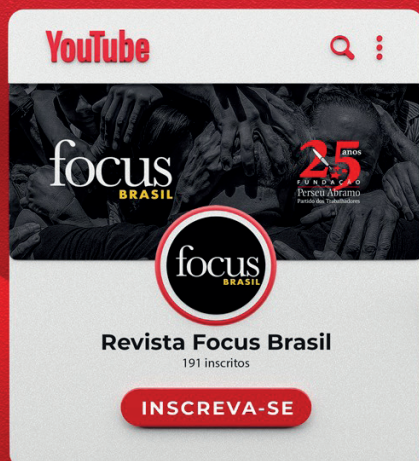 YouTube
focus
BRASIL
25 anos
FUNDAÇÃO
Perseu Abramo
Partido dos Trabalhadores
focus
BRASIL
Revista Focus Brasil
191 inscritos
INSCREVA-SE